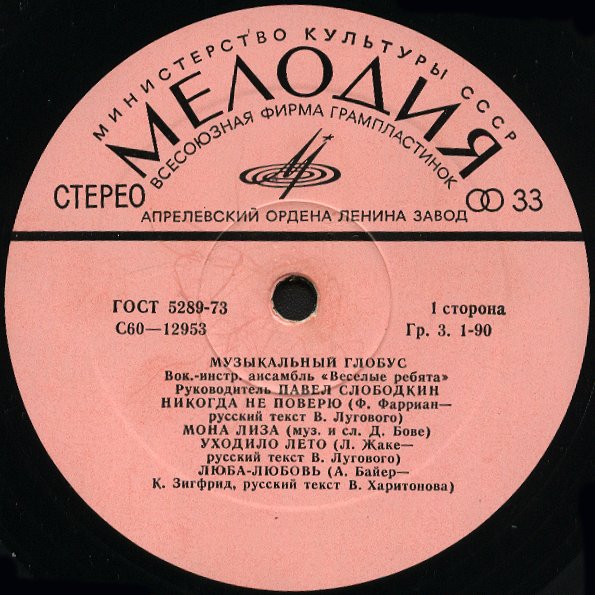 МИНИСТЕРСТВО КУЛЬТУРЫ СССР
МЕЛОДИЯ
ВСЕСОЮЗНАЯ ФИРМА ГРАМПЛАСТИНОК
СТЕРЕО 33
АПРЕЛЕВСКИЙ ОРДЕНА ЛЕНИНА ЗАВОД
ГОСТ 5289-73 1 сторона
С60—12953 Гр. 3. 1-90
МУЗЫКАЛЬНЫЙ ГЛОБУС
Вок.-инстр. ансамбль «Веселые ребята»
Руководитель ПАВЕЛ СЛОБОДКИН
НИКОГДА НЕ ПОВЕРЮ (Ф. Фарриан—
русский текст В. Лугового)
МОНА ЛИЗА (муз. и сл. Д. Бове)
УХОДИЛО ЛЕТО (Л. Жаке—
русский текст В. Лугового)
ЛЮБА-ЛЮБОВЬ (А. Байер—
К. Зигфрид, русский текст В. Харитонова)